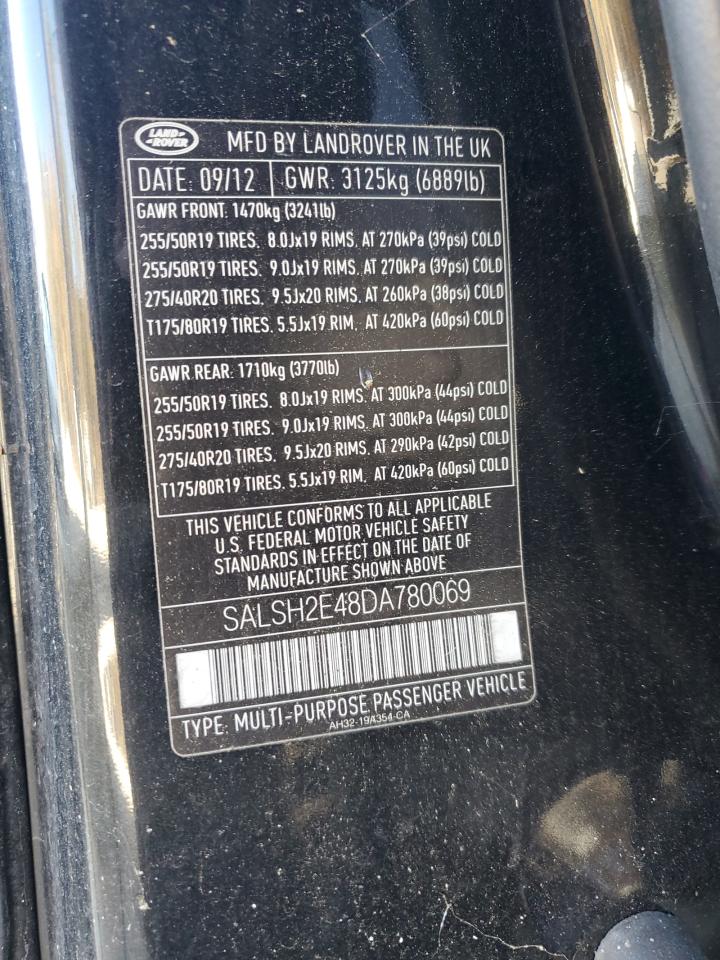 LAND ROVER
MFD BY LANDROVER IN THE UK
DATE: 09/12 GWR: 3125kg (6889lb)
GAWR FRONT: 1470kg (3241lb)
255/50R19 TIRES, 8.0Jx19 RIMS, AT 270kPa (39psi) COLD
255/50R19 TIRES, 9.0Jx19 RIMS, AT 270kPa (39psi) COLD
275/40R20 TIRES, 9.5Jx20 RIMS, AT 260kPa (38psi) COLD
T175/80R19 TIRES, 5.5Jx19 RIM, AT 420kPa (60psi) COLD
GAWR REAR: 1710kg (3770lb)
255/50R19 TIRES, 8.0Jx19 RIMS, AT 300kPa (44psi) COLD
255/50R19 TIRES, 9.0Jx19 RIMS, AT 300kPa (44psi) COLD
275/40R20 TIRES, 9.5Jx20 RIMS, AT 290kPa (42psi) COLD
T175/80R19 TIRES, 5.5Jx19 RIM, AT 420kPa (60psi) COLD
THIS VEHICLE CONFORMS TO ALL APPLICABLE
U.S. FEDERAL MOTOR VEHICLE SAFETY
STANDARDS IN EFFECT ON THE DATE OF
MANUFACTURE SHOWN ABOVE
SALSH2E48DA780069
TYPE: MULTI-PURPOSE PASSENGER VEHICLE
AH32-19A354-CA